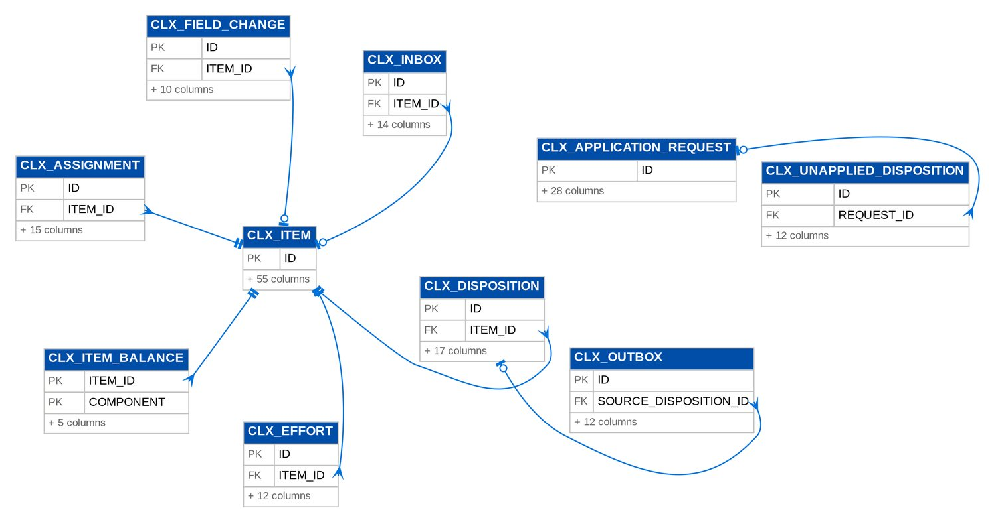 CLX_FIELD_CHANGE
PK ID
FK ITEM_ID
+ 10 columns
CLX_INBOX
PK ID
FK ITEM_ID
+ 14 columns
CLX_APPLICATION_REQUEST
PK ID
+ 28 columns
CLX_ASSIGNMENT
PK ID
FK ITEM_ID
+ 15 columns
CLX_UNAPPLIED_DISPOSITION
PK ID
FK REQUEST_ID
+ 12 columns
CLX_ITEM
PK ID
+ 55 columns
CLX_DISPOSITION
PK ID
FK ITEM_ID
+ 17 columns
CLX_ITEM_BALANCE
PK ITEM_ID
PK COMPONENT
+ 5 columns
CLX_OUTBOX
PK ID
FK SOURCE_DISPOSITION_ID
+ 12 columns
CLX_EFFORT
PK ID
FK ITEM_ID
+ 12 columns